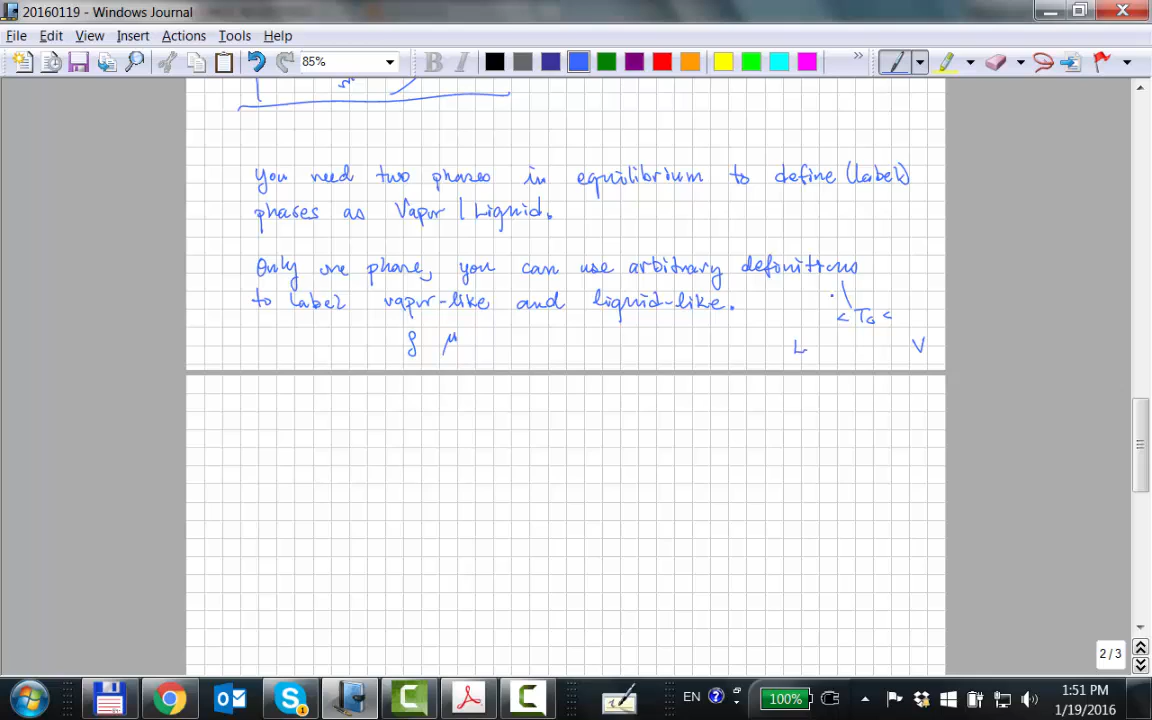 20160119 - Windows Journal
File Edit View Insert Actions Tools Help
85%
You need two phases in equilibrium to define (label)
phases as Vapor | Liquid.
Only one phase, you can use arbitrary definitions
to label vapor-like and liquid-like.
< Tc <
ρ μ L V
2 / 3
EN 100% 1:51 PM
1/19/2016